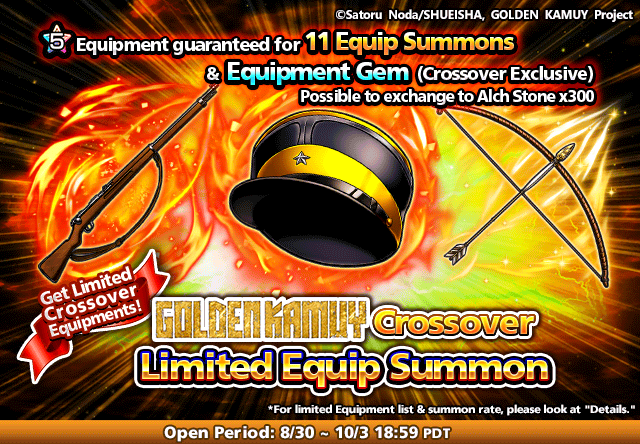 ©Satoru Noda/SHUEISHA, GOLDEN KAMUY Project
5 Equipment guaranteed for 11 Equip Summons
& Equipment Gem (Crossover Exclusive)
Possible to exchange to Alch Stone x300
Get Limited
Crossover
Equipments!
GOLDEN KAMUY Crossover
Limited Equip Summon
*For limited Equipment list & summon rate, please look at "Details."
Open Period: 8/30 ~ 10/3 18:59 PDT